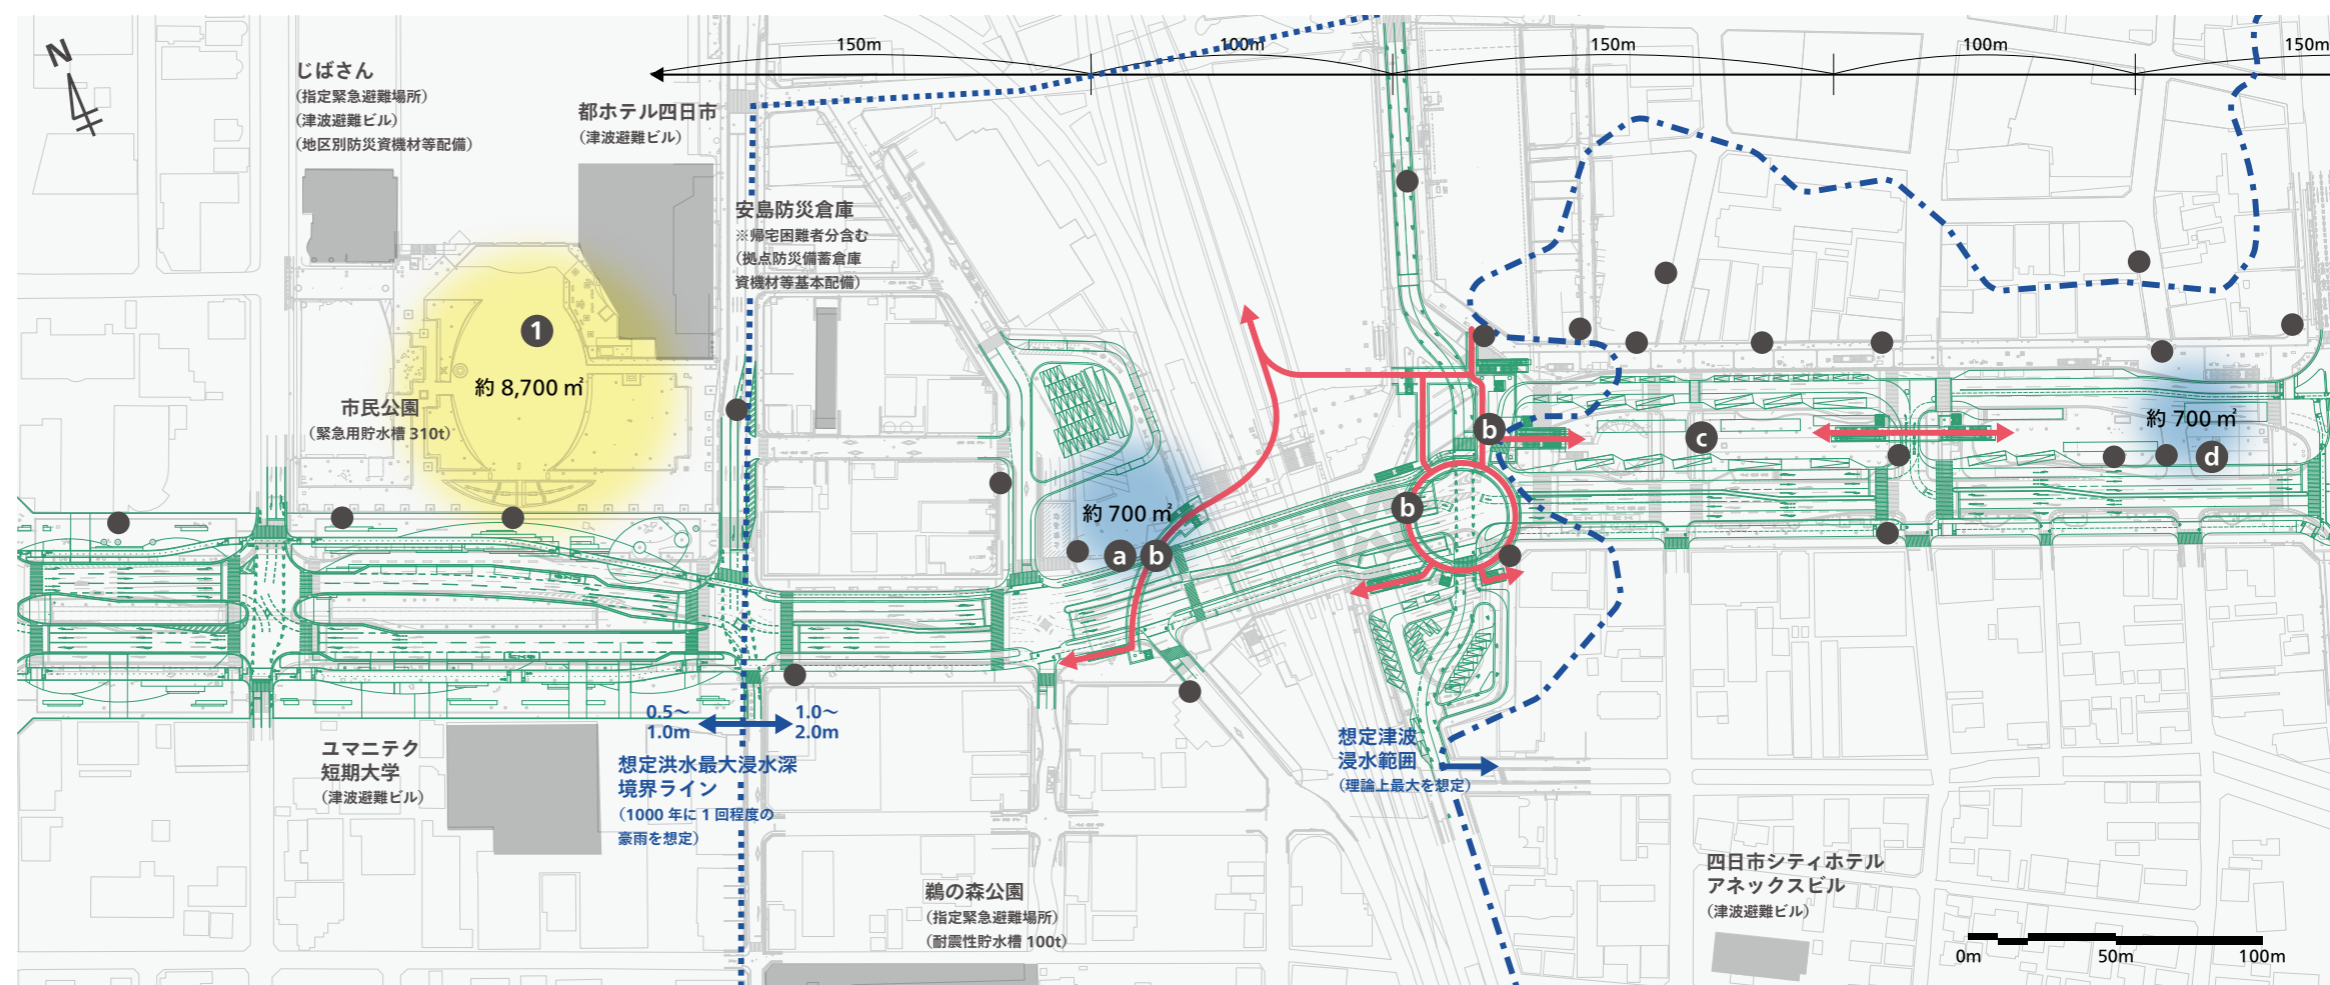 150m
100m
150m
100m
150m
N
じばさん
（指定緊急避難場所）
（津波避難ビル）
（地区別防災資機材等配備）
都ホテル四日市
（津波避難ビル）
安島防災倉庫
※帰宅困難者分含む
（拠点防災備蓄倉庫
資機材等基本配備）
1
約 8,700 ㎡
市民公園
（緊急用貯水槽 310t）
約 700 ㎡
a
b
b
b
c
約 700 ㎡
d
0.5〜
1.0m
1.0〜
2.0m
想定洪水最大浸水深
境界ライン
（1000 年に 1 回程度の
豪雨を想定）
ユマニテク
短期大学
（津波避難ビル）
想定津波
浸水範囲
（理論上最大を想定）
鵜の森公園
（指定緊急避難場所）
（耐震性貯水槽 100t）
四日市シティホテル
アネックスビル
（津波避難ビル）
0m
50m
100m